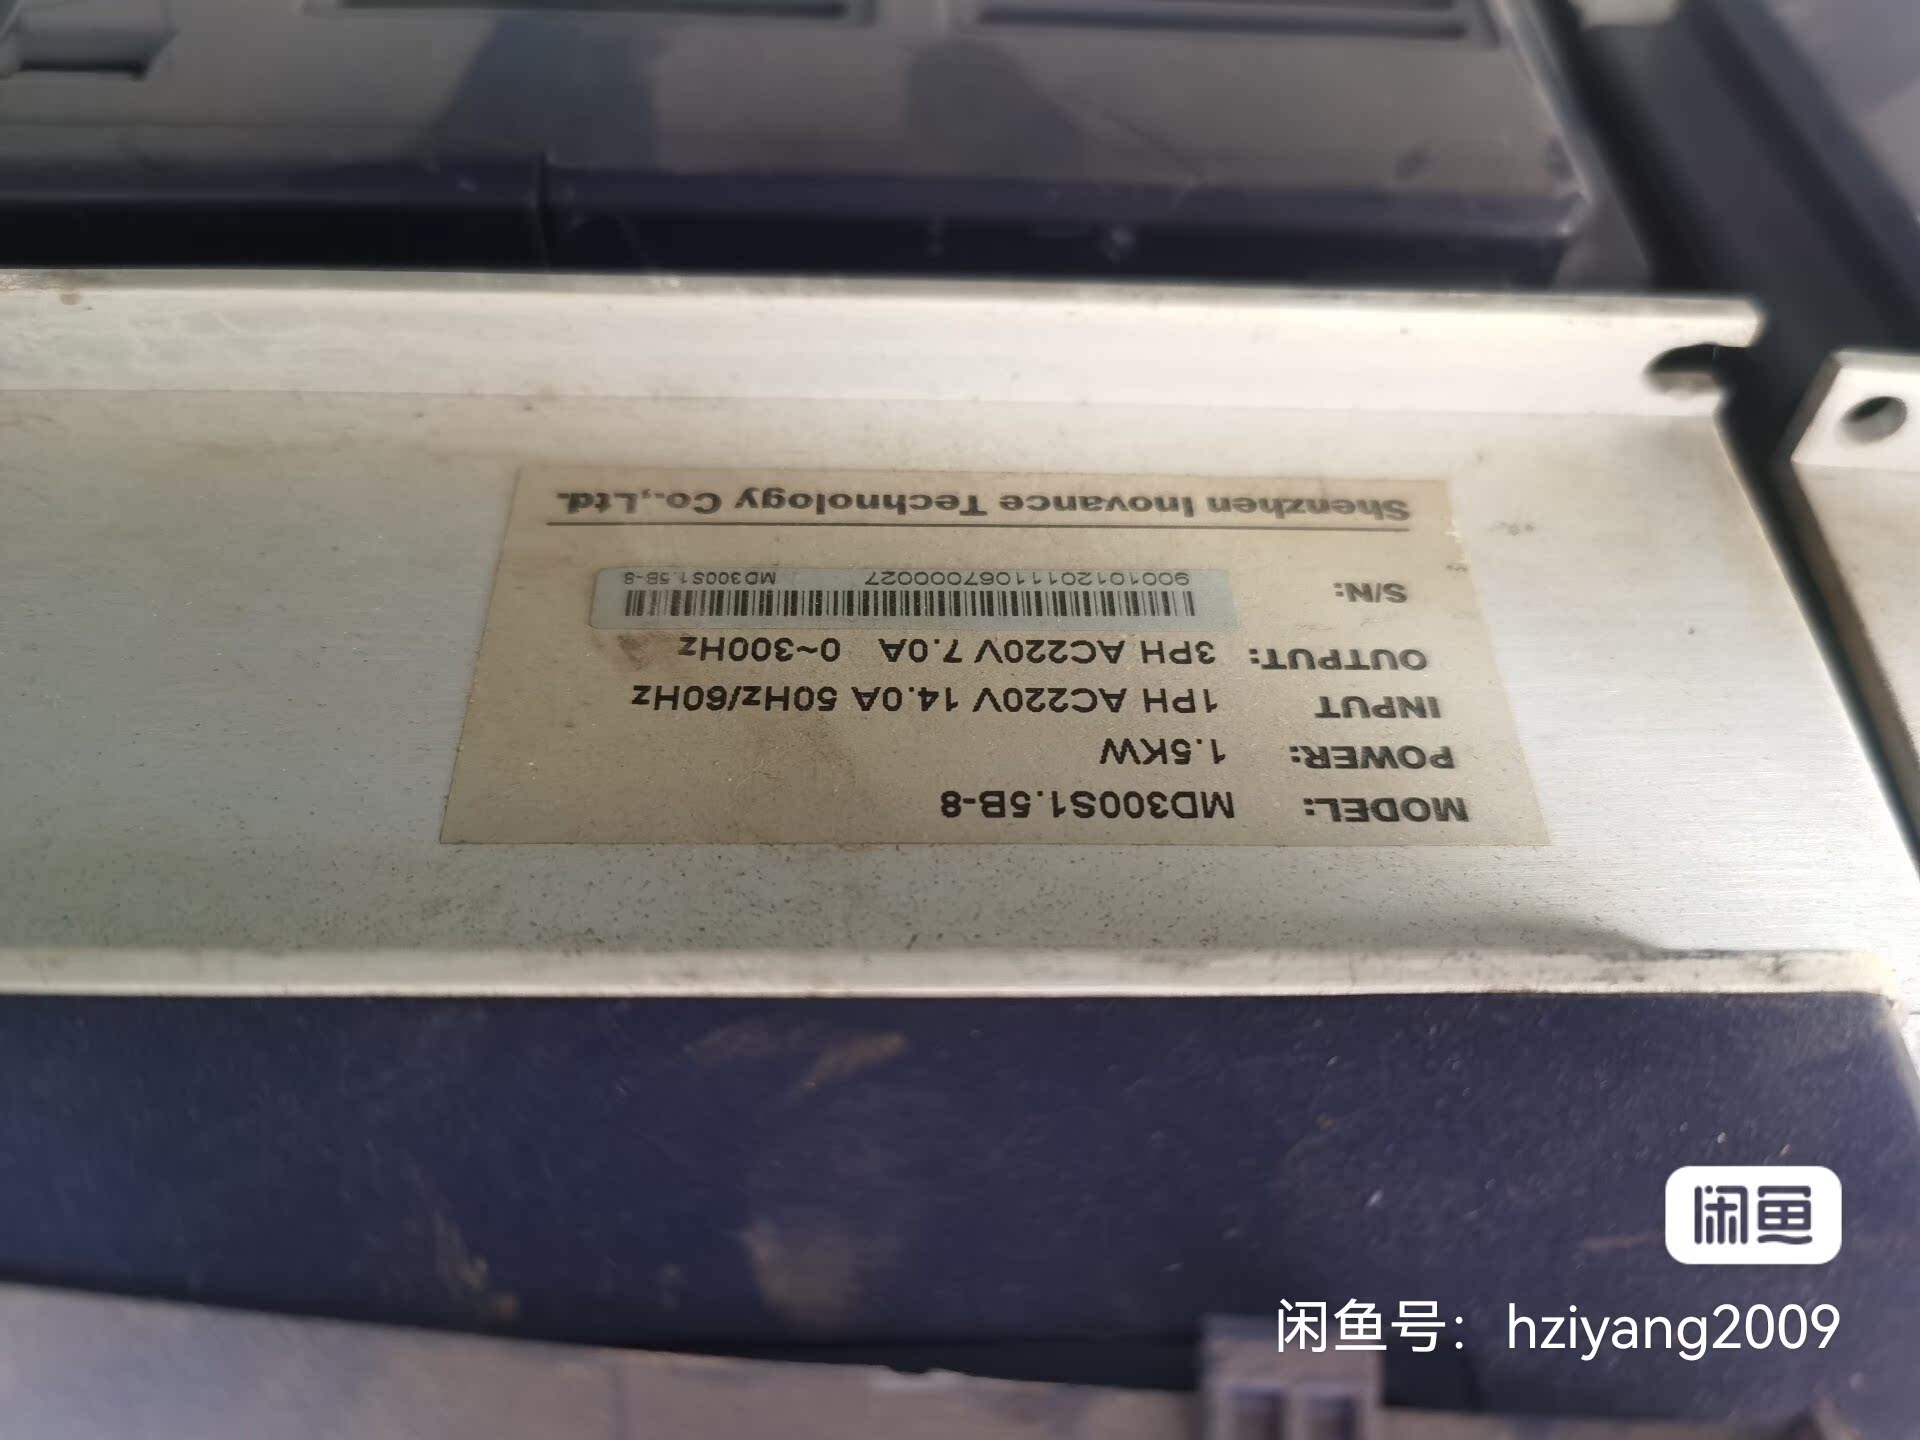 MODEL: MD300S1.5B-8
POWER: 1.5KW
INPUT 1PH AC220V 14.0A 50Hz/60Hz
OUTPUT: 3PH AC220V 7.0A 0~300Hz
S/N:
9001012011106700027 MD300S1.5B-8
Shenzhen Inovance Technology Co.,Ltd.
闲鱼
闲鱼号：hziyang2009